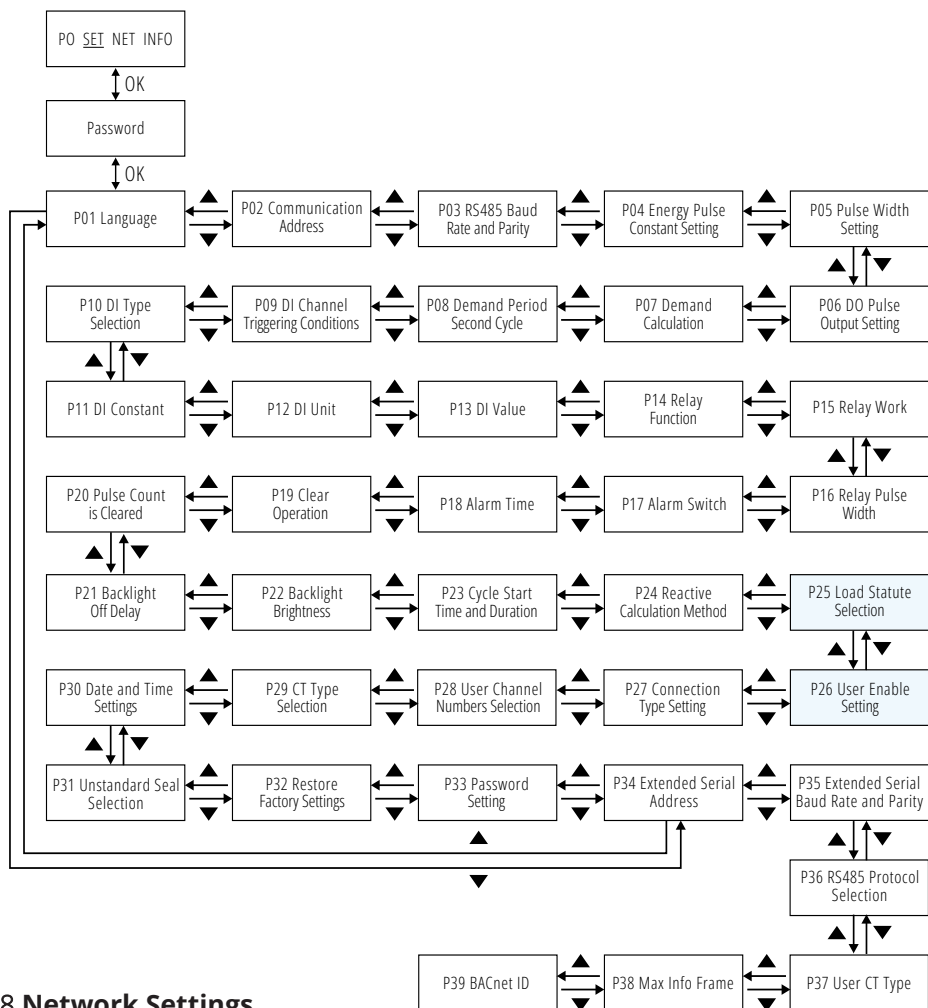 PO SET NET INFO
OK
Password
OK
P01 Language
P02 Communication
Address
P03 RS485 Baud
Rate and Parity
P04 Energy Pulse
Constant Setting
P05 Pulse Width
Setting
P10 DI Type
Selection
P09 DI Channel
Triggering Conditions
P08 Demand Period
Second Cycle
P07 Demand
Calculation
P06 DO Pulse
Output Setting
P11 DI Constant
P12 DI Unit
P13 DI Value
P14 Relay
Function
P15 Relay Work
P20 Pulse Count
is Cleared
P19 Clear
Operation
P18 Alarm Time
P17 Alarm Switch
P16 Relay Pulse
Width
P21 Backlight
Off Delay
P22 Backlight
Brightness
P23 Cycle Start
Time and Duration
P24 Reactive
Calculation Method
P25 Load Statute
Selection
P30 Date and Time
Settings
P29 CT Type
Selection
P28 User Channel
Numbers Selection
P27 Connection
Type Setting
P26 User Enable
Setting
P31 Unstandard Seal
Selection
P32 Restore
Factory Settings
P33 Password
Setting
P34 Extended Serial
Address
P35 Extended Serial
Baud Rate and Parity
P36 RS485 Protocol
Selection
P39 BACnet ID
P38 Max Info Frame
P37 User CT Type
8 Network Settings